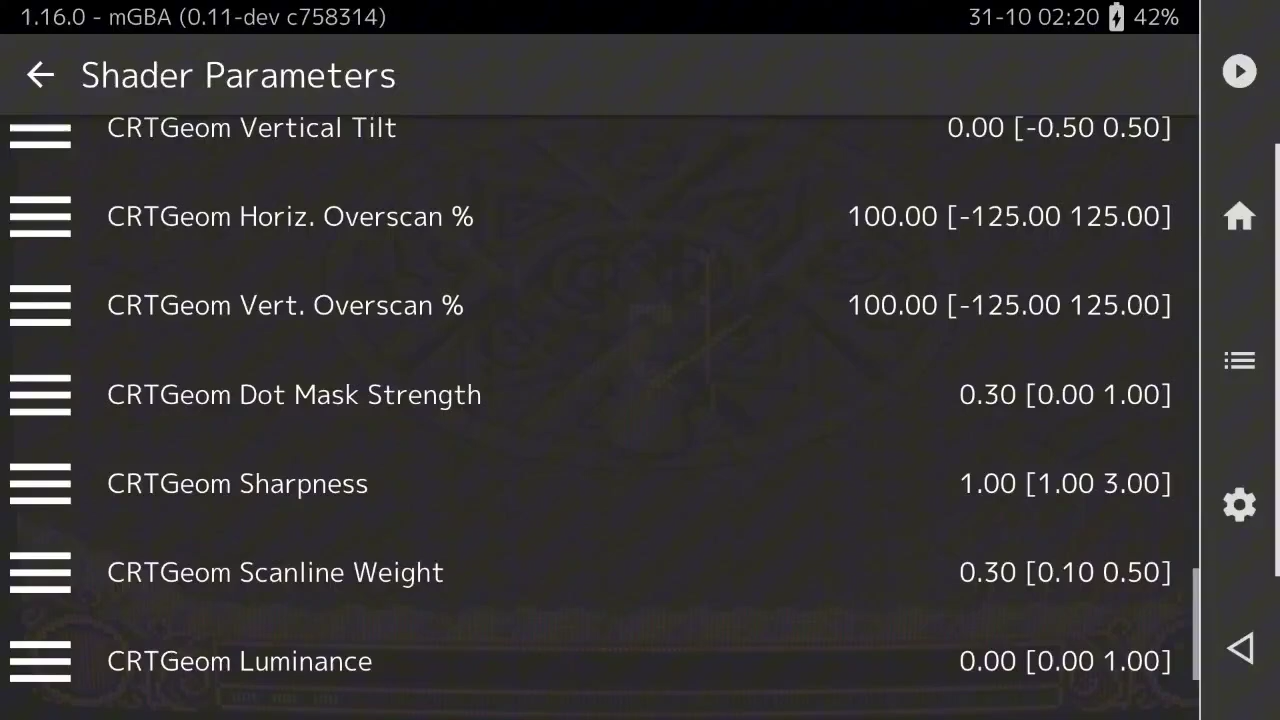 1.16.0 - mGBA (0.11-dev c758314) 31-10 02:20 42%
Shader Parameters
CRTGeom Vertical Tilt 0.00 [-0.50 0.50]
CRTGeom Horiz. Overscan % 100.00 [-125.00 125.00]
CRTGeom Vert. Overscan % 100.00 [-125.00 125.00]
CRTGeom Dot Mask Strength 0.30 [0.00 1.00]
CRTGeom Sharpness 1.00 [1.00 3.00]
CRTGeom Scanline Weight 0.30 [0.10 0.50]
CRTGeom Luminance 0.00 [0.00 1.00]